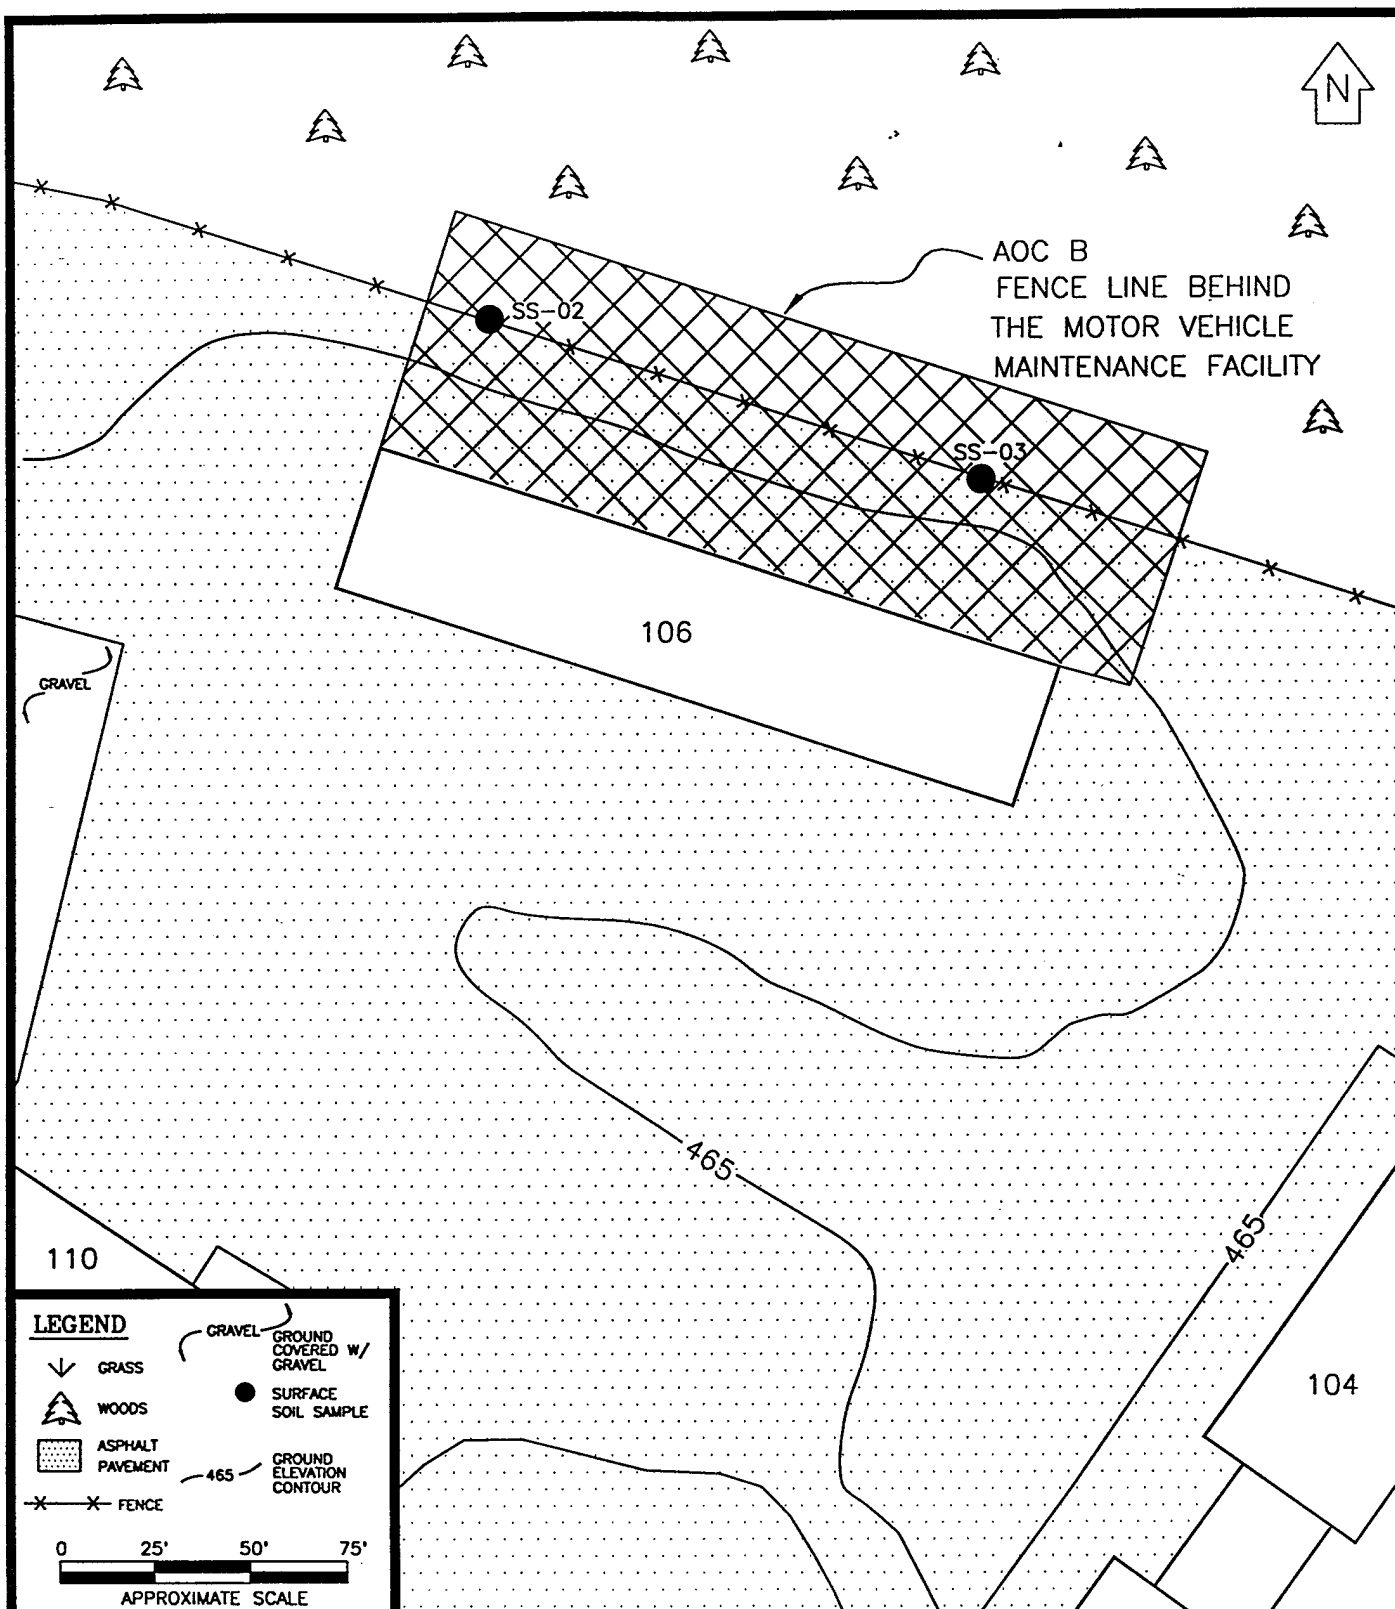 N
AOC B
FENCE LINE BEHIND
THE MOTOR VEHICLE
MAINTENANCE FACILITY
SS-02
SS-03
106
GRAVEL
465
465
110
104
LEGEND
GRASS
WOODS
ASPHALT
PAVEMENT
FENCE
GRAVEL
GROUND
COVERED W/
GRAVEL
SURFACE
SOIL SAMPLE
465
GROUND
ELEVATION
CONTOUR
0 25' 50' 75'
APPROXIMATE SCALE